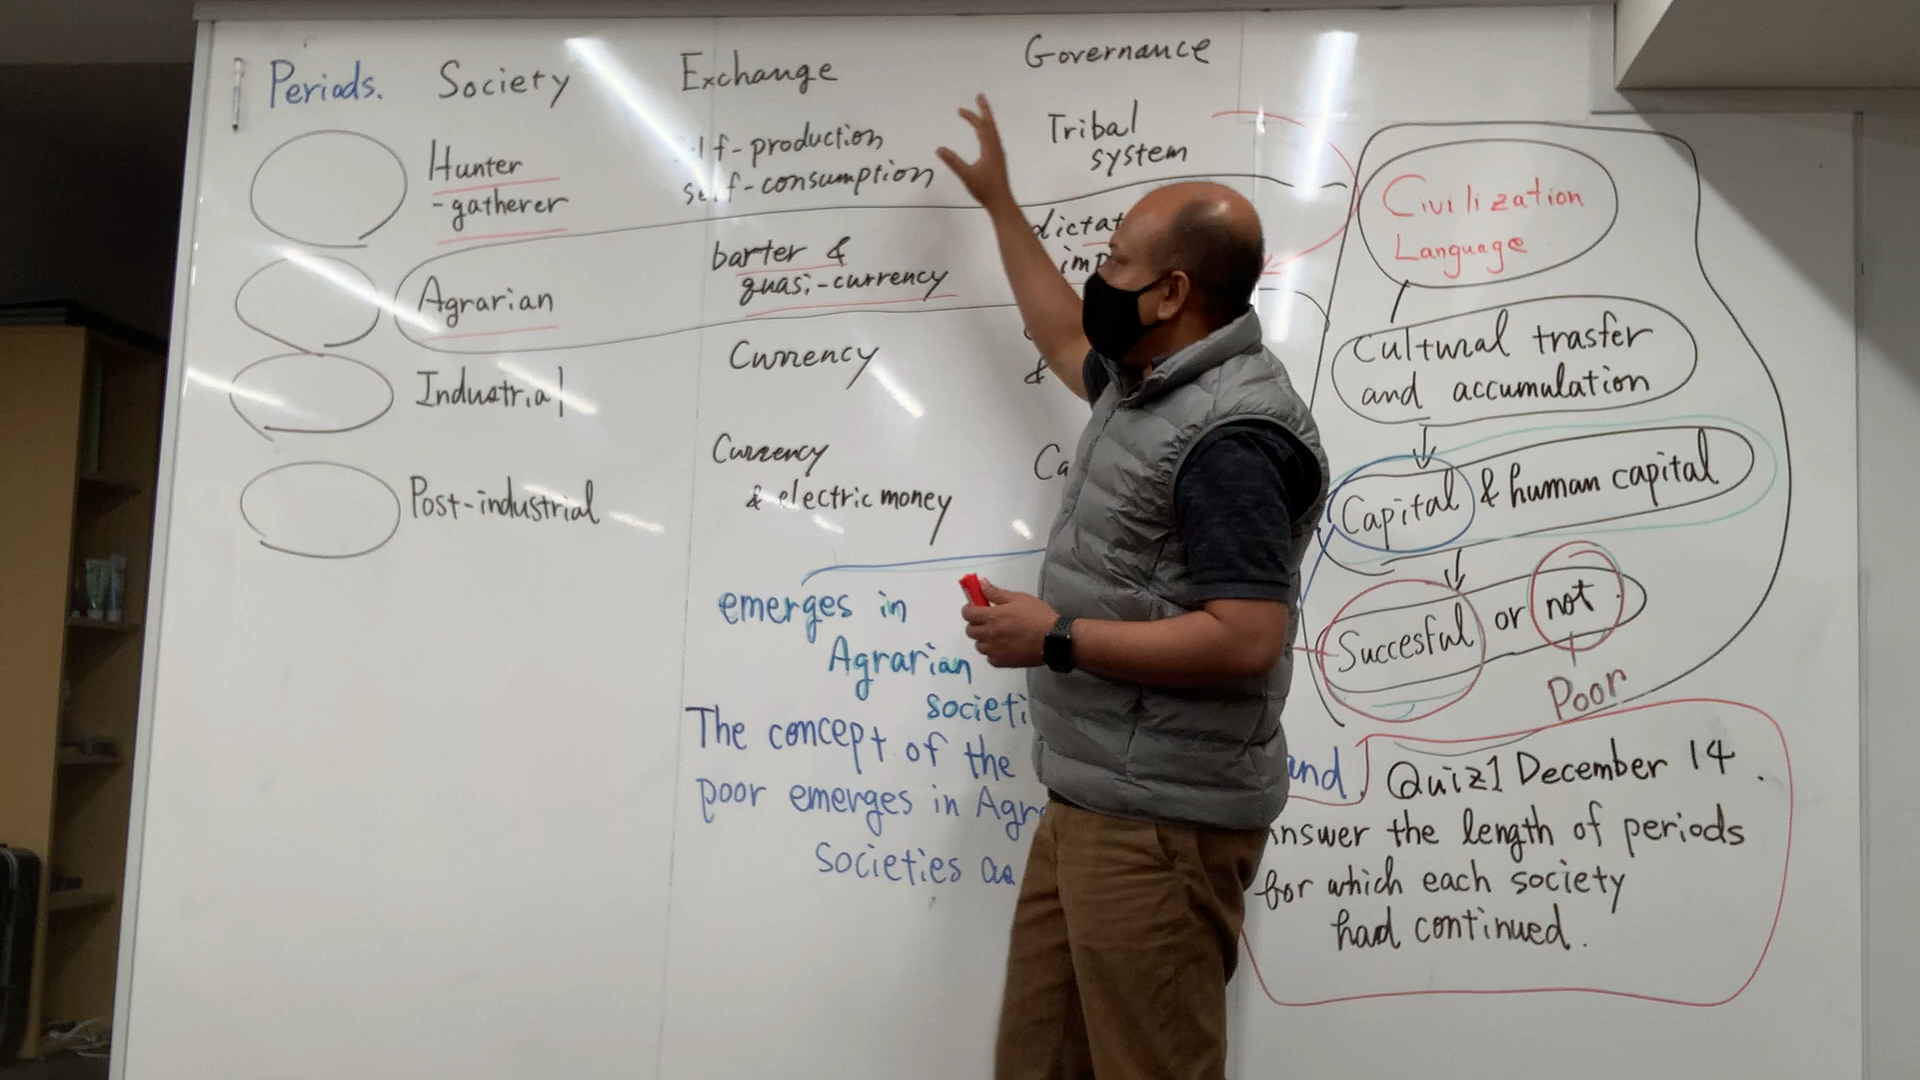 Periods. Society Exchange Governance
Hunter
-gatherer
self-production
self-consumption
Tribal
system
Agrarian
barter &
quasi-currency
Industrial
Currency
&
Post-industrial
Currency
& electric money
emerges in
Agrarian
The concept of the
poor emerges in
societies as
Civilization
Language
Cultural trasfer
and accumulation
Capital & human capital
Succesful or not.
Poor
and.
Quiz1 December 14.
Answer the length of periods
for which each society
had continued.